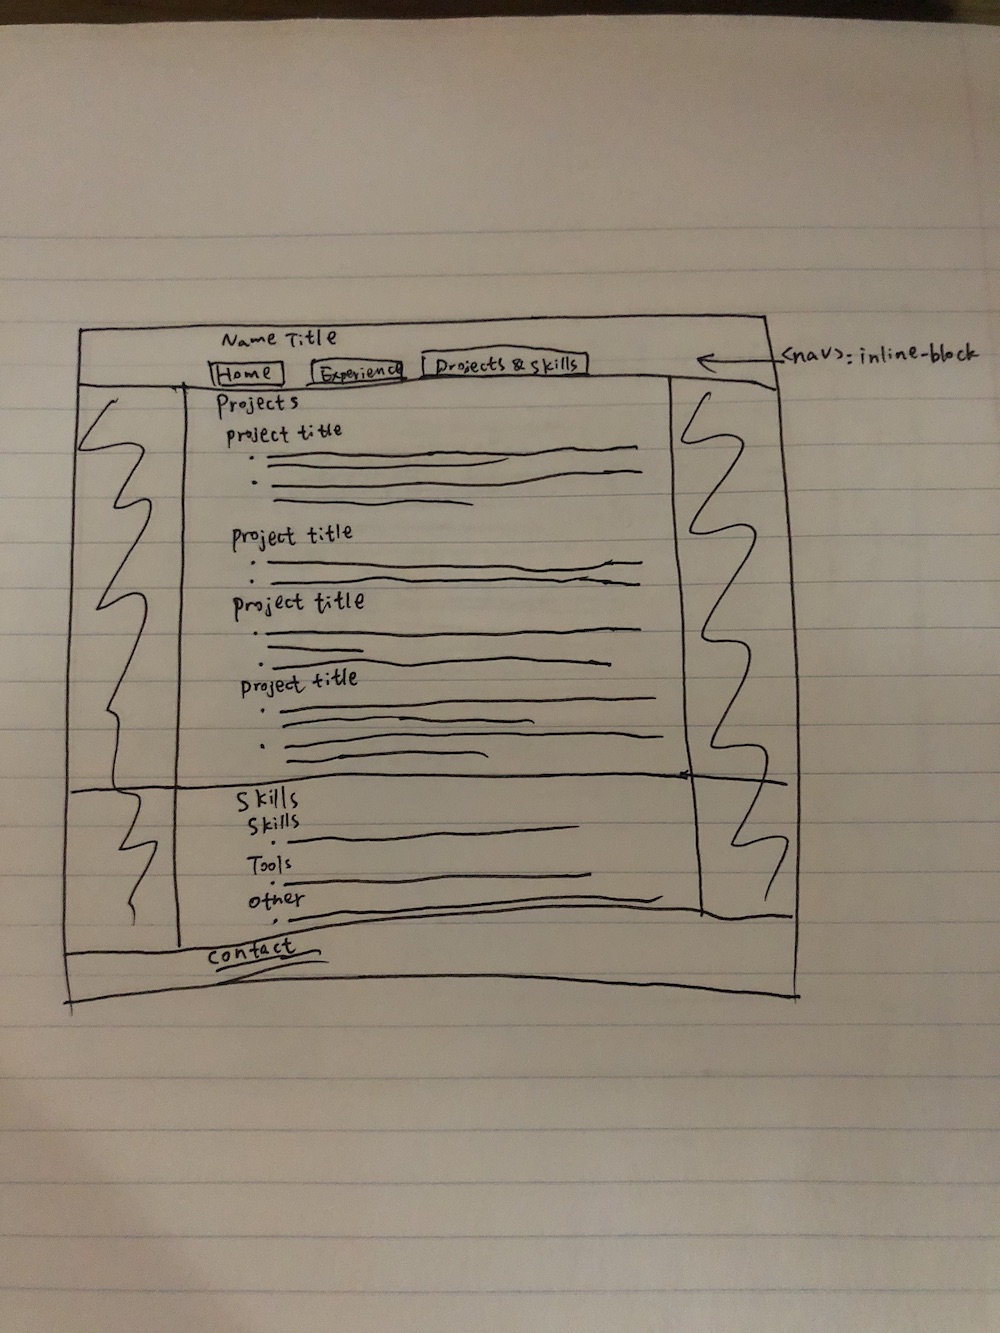 Name Title
Home Experience Projects & skills
<nav>: inline-block
Projects
project title
project title
project title
project title
Skills
Skills
Tools
other
contact